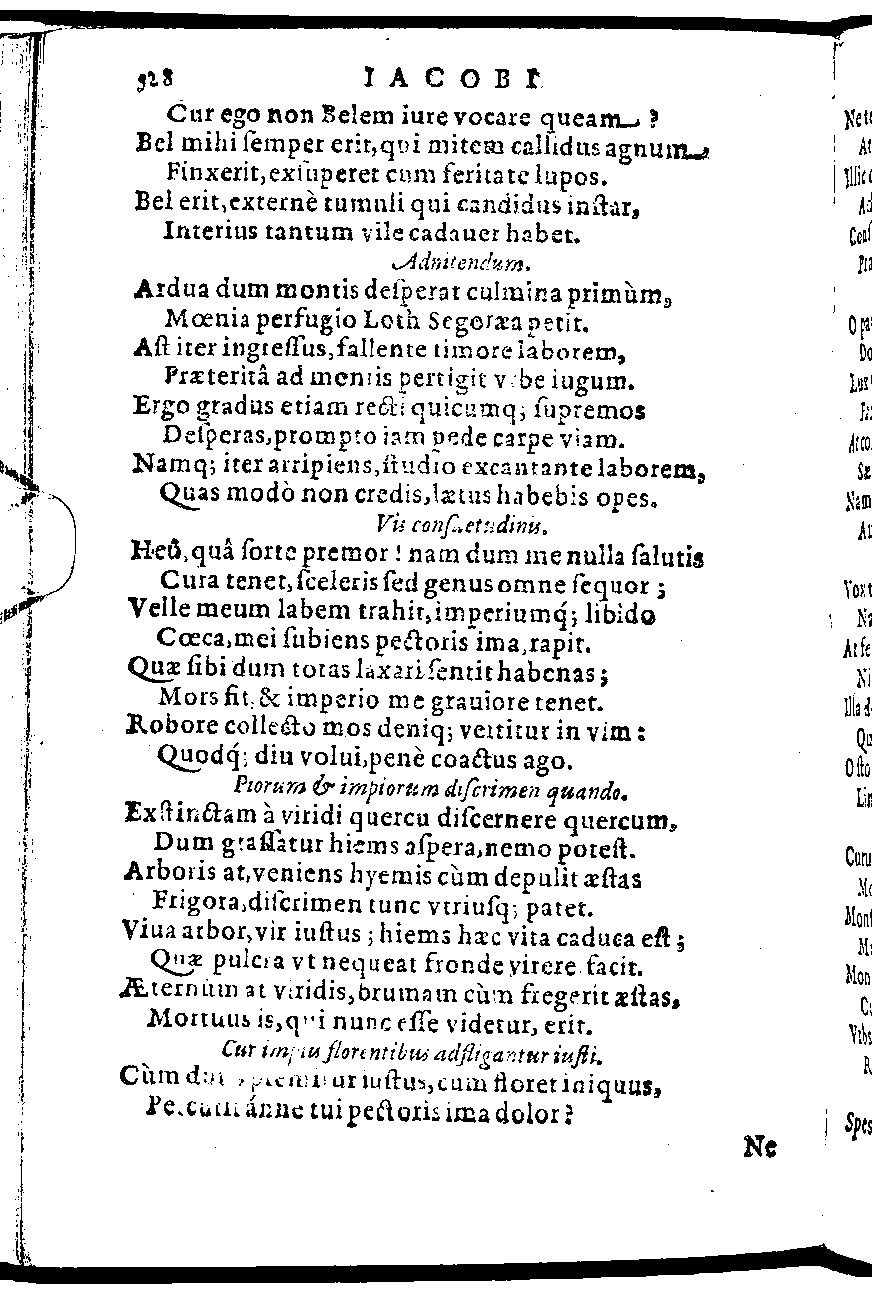 328 IACOBI
Cur ego non Belem iure vocare queam?
Bel mihi ſemper erit, qui mitem callidus agnum,
Finxerit, exſuperet cum feritate lupos.
Bel erit, externè tumuli qui candidus inſtar,
Interius tantum vile cadauer habet.
Adnitendum.
Ardua dum montis deſperat culmina primùm,
Mœnia perfugio Loth Segoræa petit.
Aſt iter ingreſſus, fallente timore laborem,
Præteritâ ad montis pertigit vrbe iugum.
Ergo gradus etiam recti quicumq; ſupremos
Deſperas, prompto iam pede carpe viam.
Namq; iter arripiens, ſtudio excantante laborem,
Quas modò non credis, lætus habebis opes.
Vis conſuetudinis.
Heû, quâ ſorte premor! nam dum me nulla ſalutis
Cura tenet, ſceleris ſed genus omne ſequor;
Velle meum labem trahit, imperiumq́; libido
Cœca, mei ſubiens pectoris ima, rapit.
Quæ ſibi dum totas laxari ſentit habenas;
Mors fit, & imperio me grauiore tenet.
Robore collecto mos deniq; vertitur in vim:
Quodq́; diu volui, penè coactus ago.
Piorum & impiorum diſcrimen quando.
Exſtinctam à viridi quercu diſcernere quercum,
Dum graſſatur hiems aſpera, nemo poteſt.
Arboris at, veniens hyemis cùm depulit æſtas
Frigora, diſcrimen tunc vtriuſq; patet.
Viua arbor, vir iuſtus; hiems hæc vita caduca eſt;
Quæ pulcra vt nequeat fronde virere facit.
Æternùm at viridis, brumam cùm fregerit æſtas,
Mortuus is, qui nunc eſſe videtur, erit.
Cur impiis florentibus adfligantur iuſti.
Cùm iuſtus, cum floret iniquus,
ánne tui pectoris ima dolor?
Ne